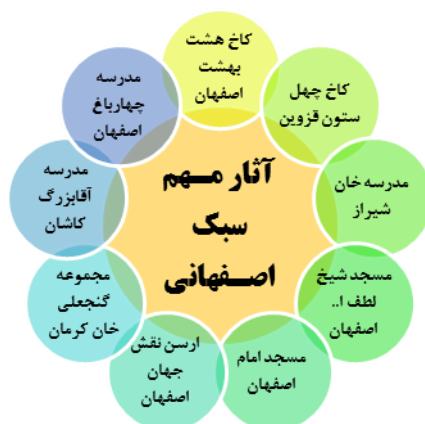 آثار مهم
سبک
اصفهانی
کاخ هشت
بهشت
اصفهان
کاخ چهل
ستون قزوین
مدرسه خان
شیراز
مسجد شیخ
لطف ا..
اصفهان
مسجد امام
اصفهان
ارسن نقش
جهان
اصفهان
مجموعه
گنجعلی
خان کرمان
مدرسه
آقابزرگ
کاشان
مدرسه
چهارباغ
اصفهان